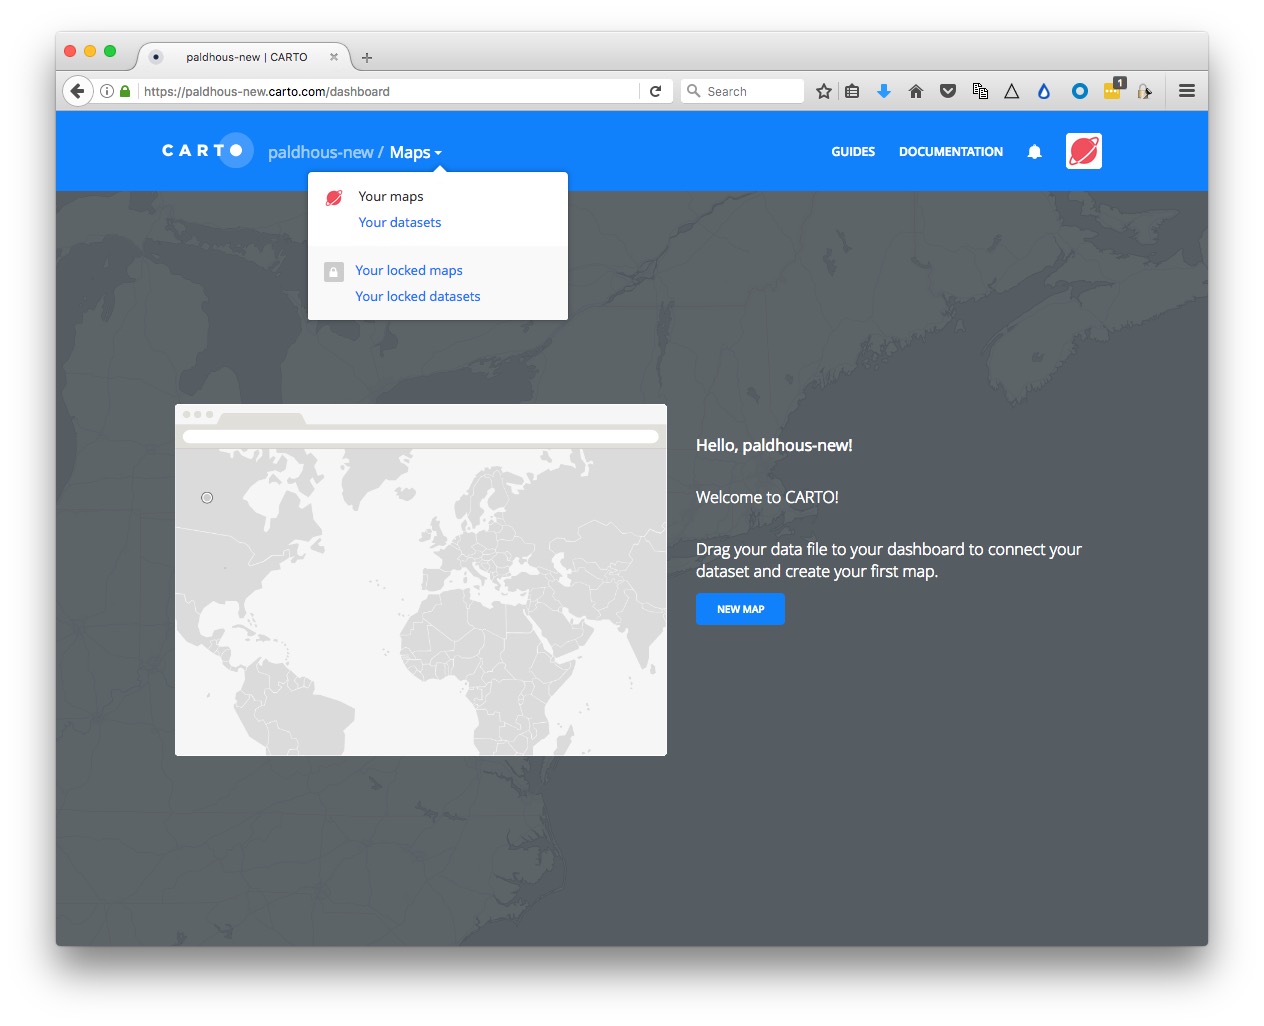 paldhous-new | CARTO
https://paldhous-new.carto.com/dashboard
Search
1
CARTO
paldhous-new / Maps
GUIDES
DOCUMENTATION
Your maps
Your datasets
Your locked maps
Your locked datasets
Hello, paldhous-new!
Welcome to CARTO!
Drag your data file to your dashboard to connect your
dataset and create your first map.
NEW MAP